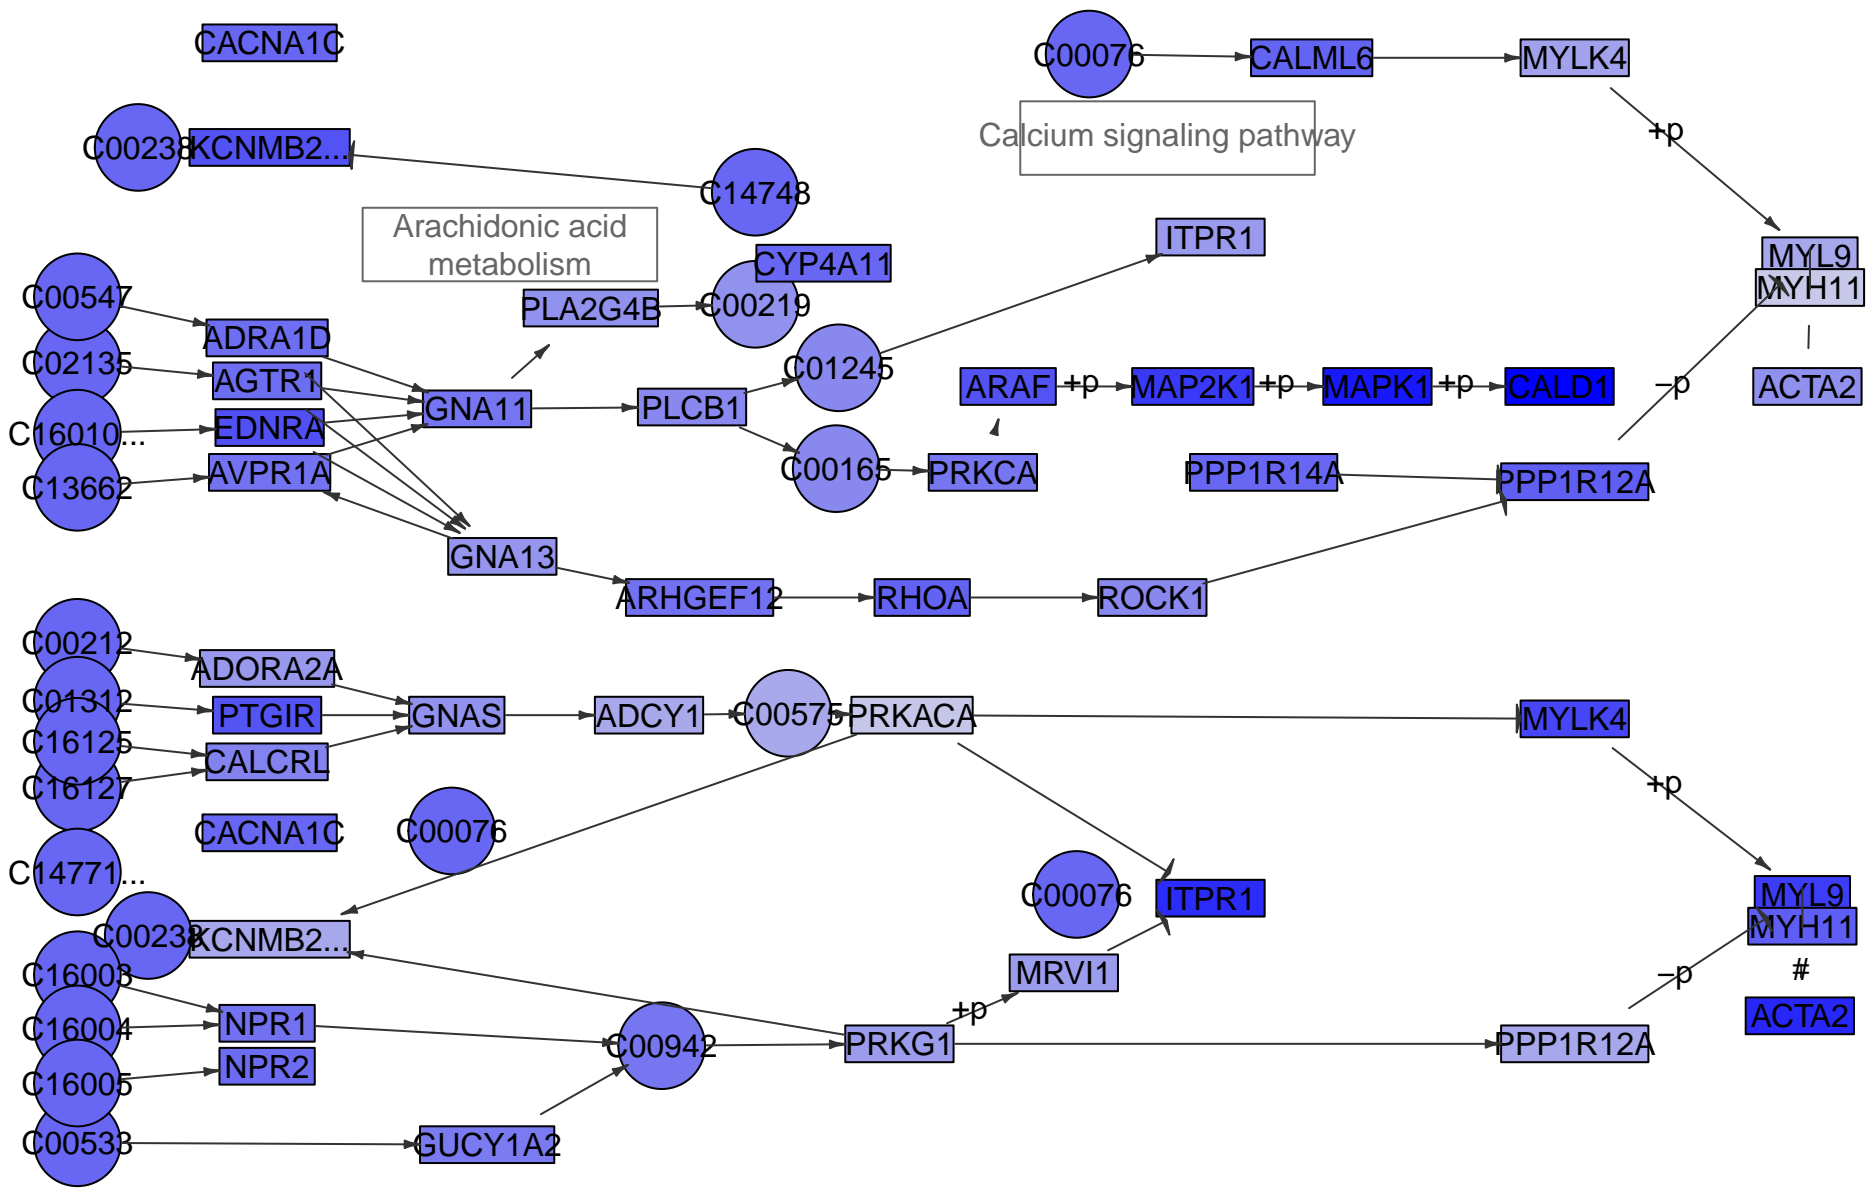 CACNA1C
C00076
CALML6
MYLK4
+p
C00238
KCNMB2...
Calcium signaling pathway
C14748
Arachidonic acid
metabolism
ITPR1
MYL9
MYH11
CYP4A11
C00547
PLA2G4B
C00219
ADRA1D
C02135
AGTR1
C01245
ARAF
+p
MAP2K1
+p
MAPK1
+p
CALD1
–p
ACTA2
GNA11
PLCB1
C16010...
EDNRA
C00165
PRKCA
PPP1R14A
PPP1R12A
C13662
AVPR1A
GNA13
ARHGEF12
RHOA
ROCK1
C00212
ADORA2A
C01312
PTGIR
GNAS
ADCY1
C00575
PRKACA
MYLK4
C16125
CALCRL
C16127
+p
CACNA1C
C00076
C14771...
C00076
ITPR1
MYL9
MYH11
C00238
KCNMB2...
C16003
MRVI1
–p
#
+p
ACTA2
C16004
NPR1
C00942
PRKG1
PPP1R12A
C16005
NPR2
C00533
GUCY1A2